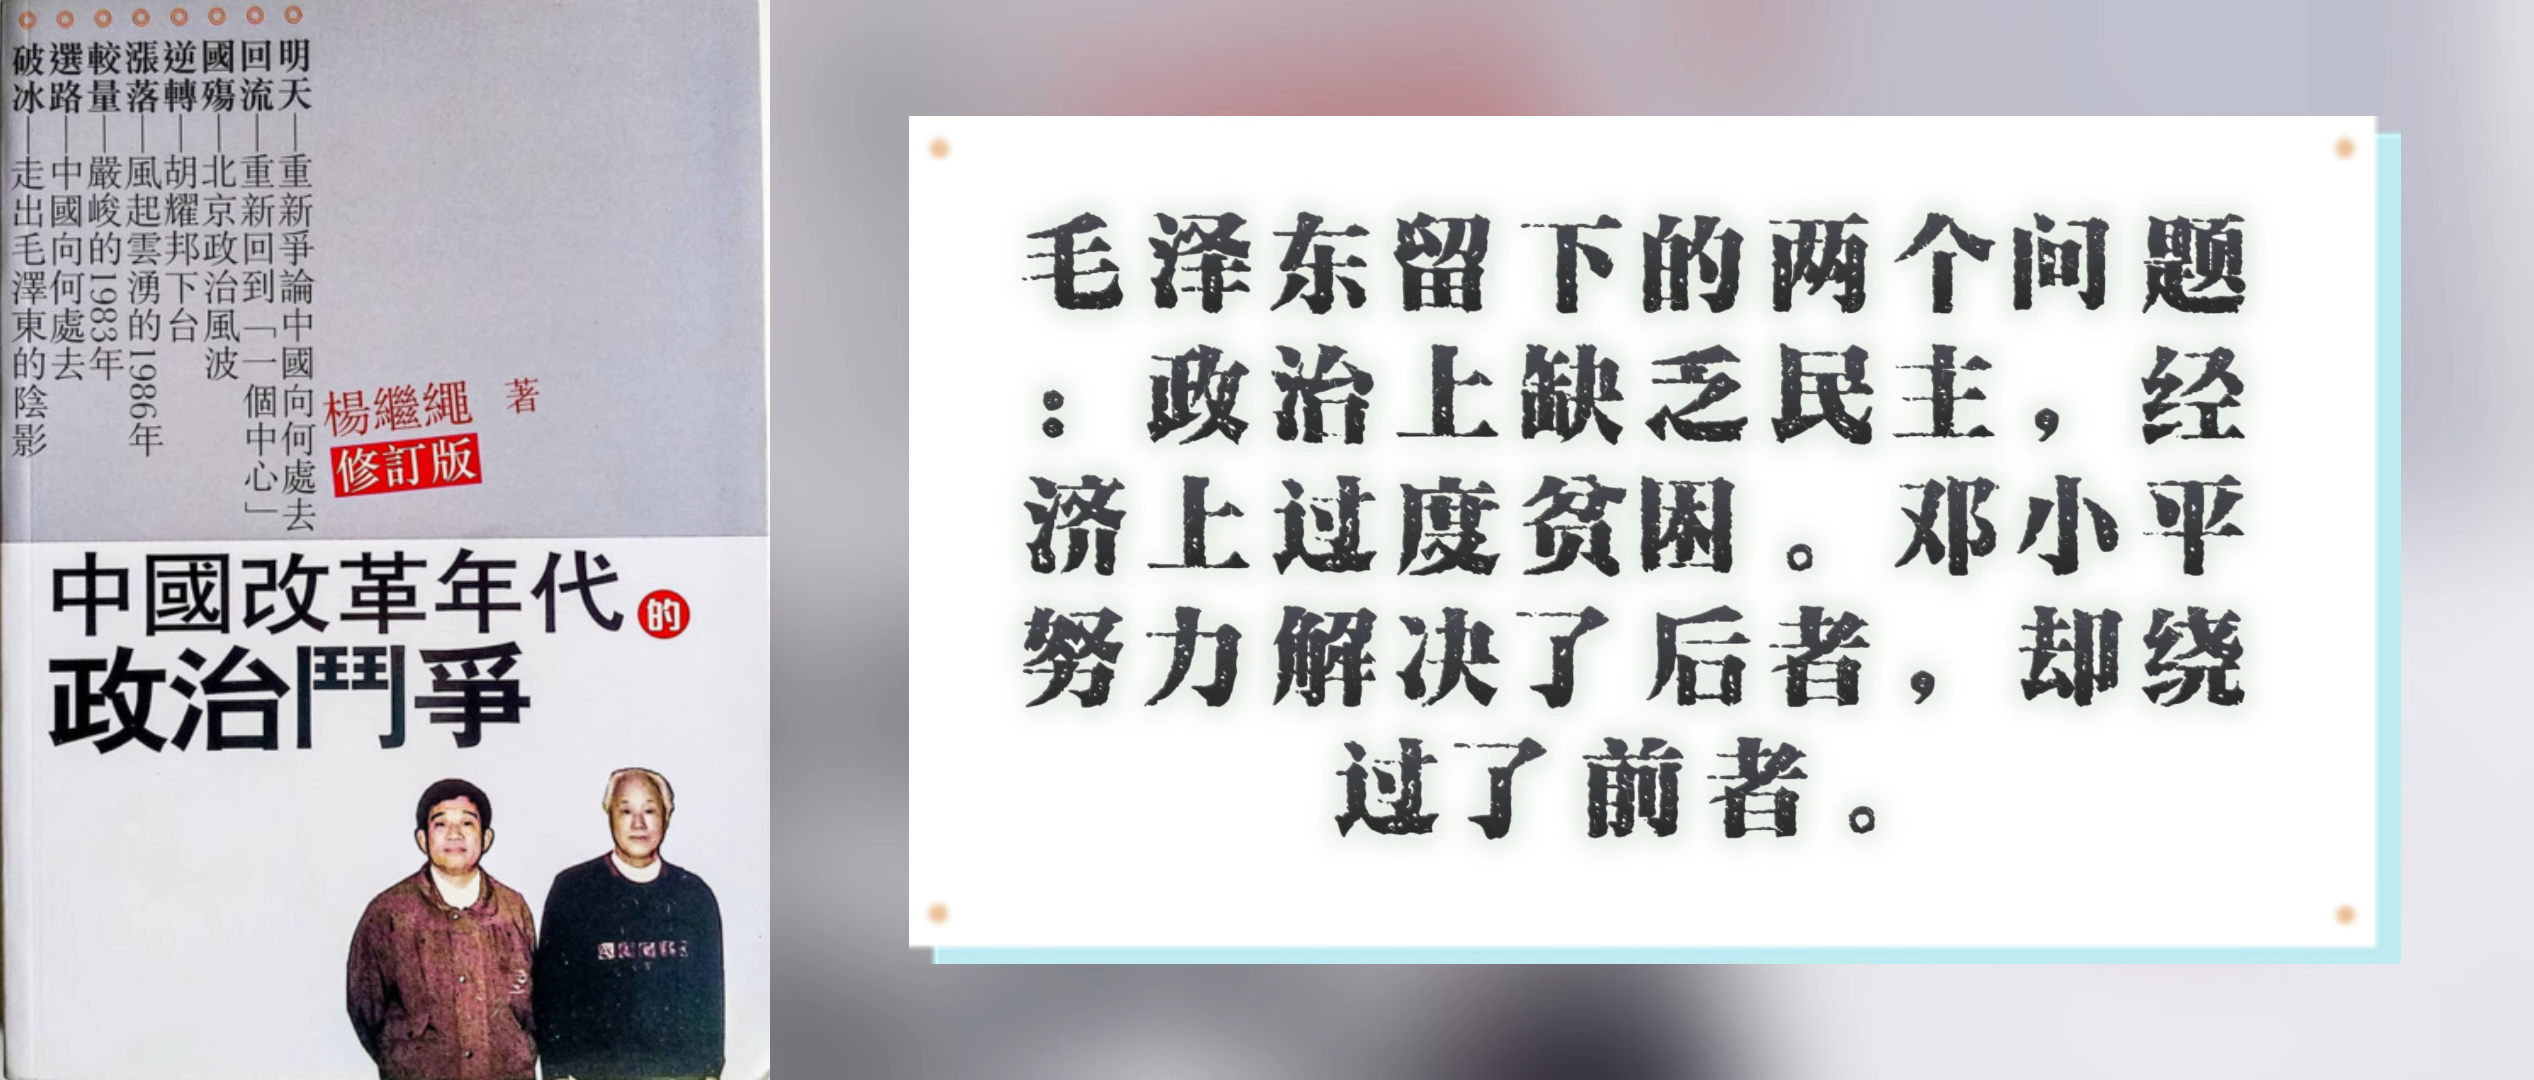 破冰—走出毛澤東的陰影
選路—中國向何處去
較量—嚴峻的1983年
漲落—風起雲湧的1986年
逆轉—胡耀邦下台
國殤—北京政治風波
回流—重新回到「一個中心」
明天—重新爭論中國向何處去
楊繼繩 著
修訂版
中國改革年代的
政治鬥爭
毛泽东留下的两个问题
：政治上缺乏民主，经
济上过度贫困。邓小平
努力解决了后者，却绕
过了前者。